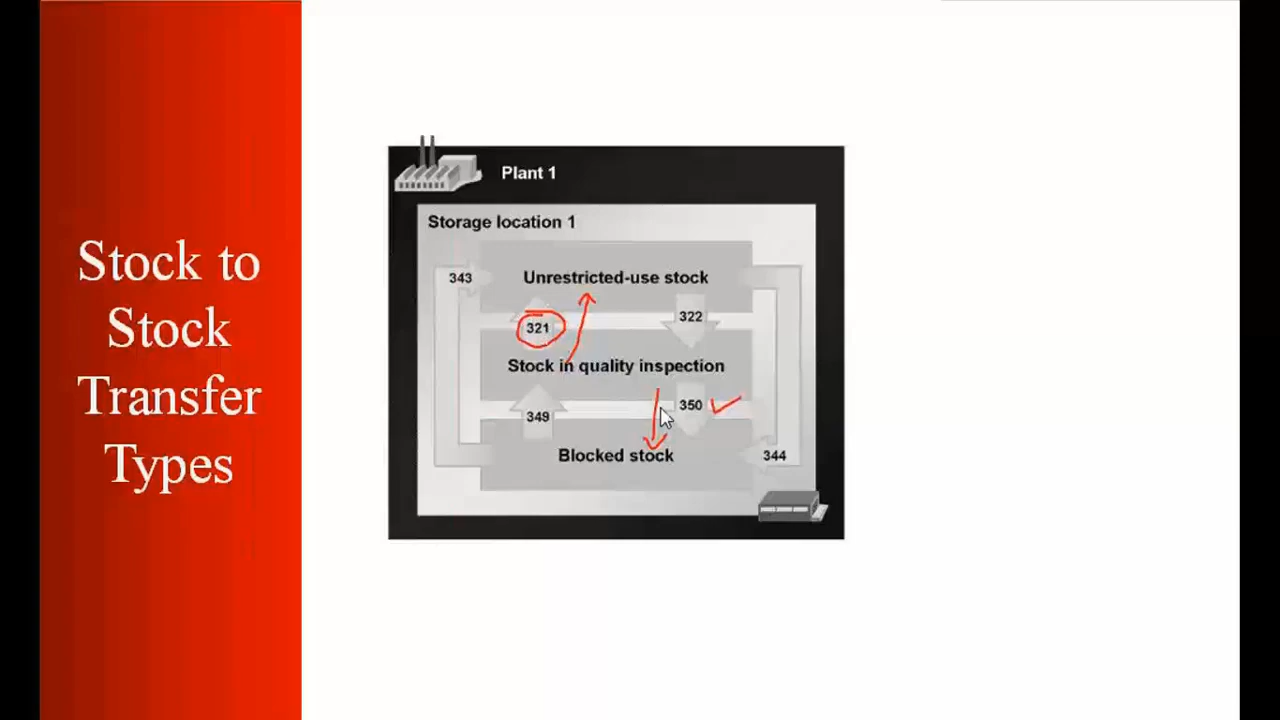 Stock to
Stock
Transfer
Types
Plant 1
Storage location 1
343
Unrestricted-use stock
321
322
Stock in quality inspection
349
350
Blocked stock
344